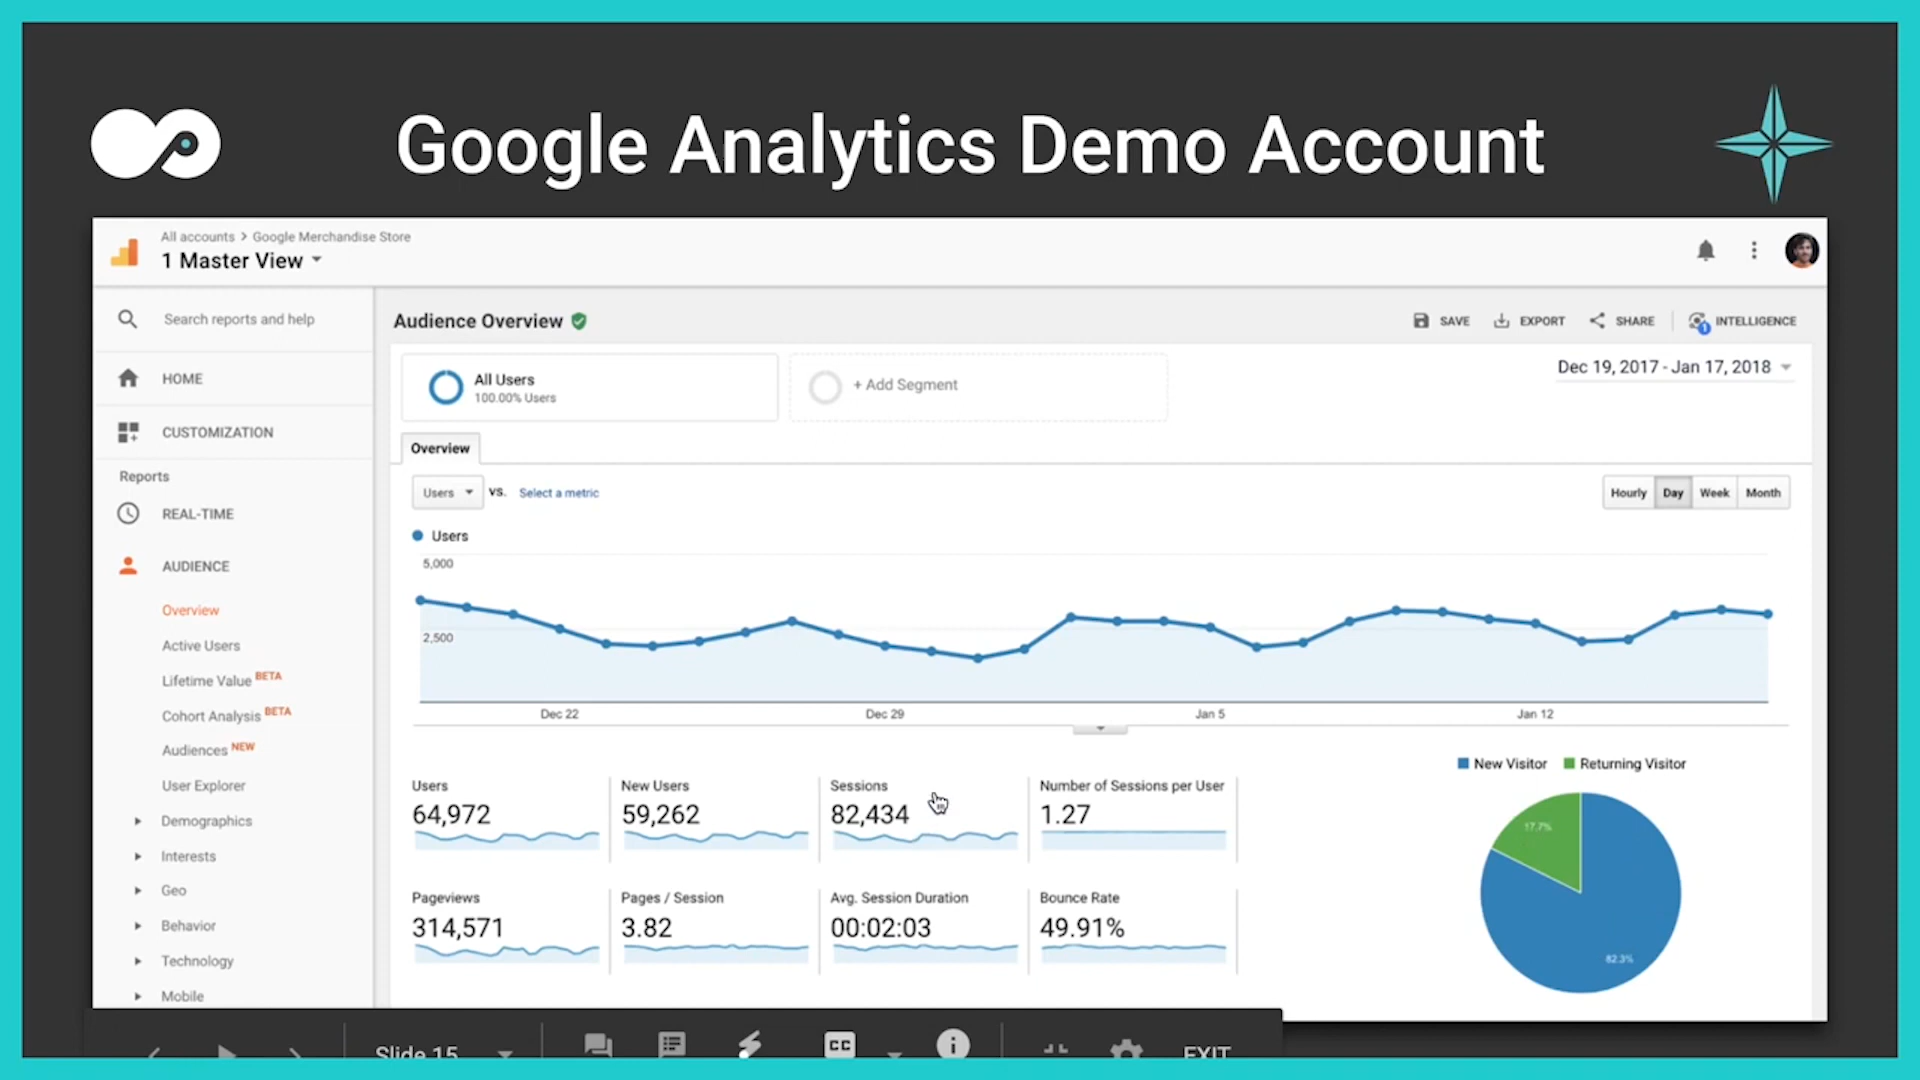 Google Analytics Demo Account
All accounts > Google Merchandise Store
1 Master View
Search reports and help
HOME
CUSTOMIZATION
Reports
REAL-TIME
AUDIENCE
Overview
Active Users
Lifetime Value BETA
Cohort Analysis BETA
Audiences NEW
User Explorer
Demographics
Interests
Geo
Behavior
Technology
Mobile
Audience Overview
SAVE EXPORT SHARE 1 INTELLIGENCE
All Users
100.00% Users
+ Add Segment
Dec 19, 2017 - Jan 17, 2018
Overview
Users VS. Select a metric
Hourly Day Week Month
Users
5,000
2,500
Dec 22 Dec 29 Jan 5 Jan 12
Users
64,972
New Users
59,262
Sessions
82,434
Number of Sessions per User
1.27
Pageviews
314,571
Pages / Session
3.82
Avg. Session Duration
00:02:03
Bounce Rate
49.91%
New Visitor Returning Visitor
17.7%
82.3%
Slide 15 CC EXIT